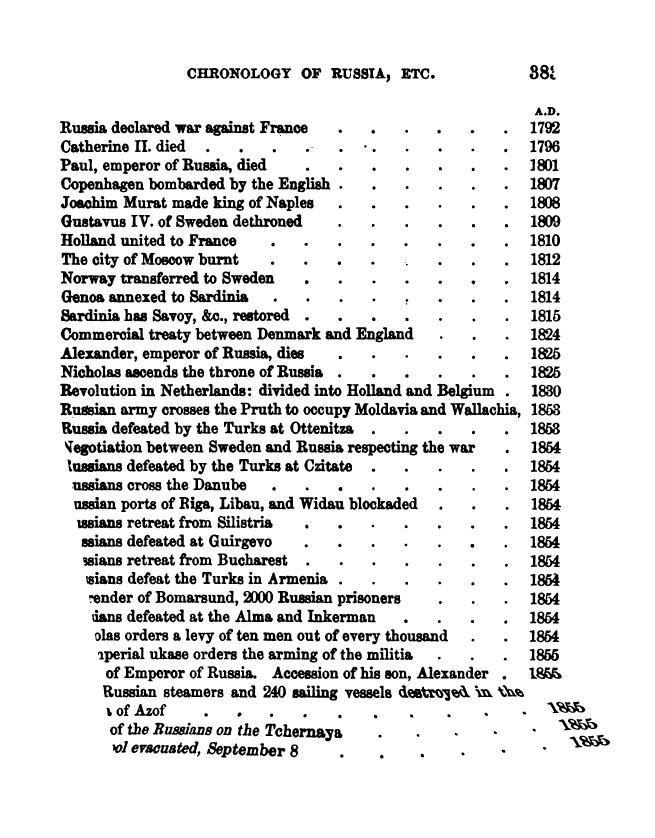 CHRONOLOGY OF RUSSIA, ETC. 38
A.D.
Russia declared war against France . . . . . . 1792
Catherine II. died . . . . . . . . . . 1796
Paul, emperor of Russia, died . . . . . . . 1801
Copenhagen bombarded by the English . . . . . . 1807
Joachim Murat made king of Naples . . . . . . 1808
Gustavus IV. of Sweden dethroned . . . . . . 1809
Holland united to France . . . . . . . . 1810
The city of Moscow burnt . . . . . . . . 1812
Norway transferred to Sweden . . . . . . . 1814
Genoa annexed to Sardinia . . . . . . . . 1814
Sardinia has Savoy, &c., restored . . . . . . . 1815
Commercial treaty between Denmark and England . . . 1824
Alexander, emperor of Russia, dies . . . . . . 1825
Nicholas ascends the throne of Russia . . . . . . 1825
Revolution in Netherlands: divided into Holland and Belgium . 1830
Russian army crosses the Pruth to occupy Moldavia and Wallachia, 1853
Russia defeated by the Turks at Ottenitza . . . . . 1853
Negotiation between Sweden and Russia respecting the war . 1854
ussians defeated by the Turks at Czitate . . . . . 1854
ussians cross the Danube . . . . . . . . 1854
ussian ports of Riga, Libau, and Widau blockaded . . . 1854
ussians retreat from Silistria . . . . . . . 1854
ssians defeated at Guirgevo . . . . . . . 1854
ssians retreat from Bucharest . . . . . . . 1854
sians defeat the Turks in Armenia . . . . . . 1854
render of Bomarsund, 2000 Russian prisoners . . . 1854
ians defeated at the Alma and Inkerman . . . . 1854
olas orders a levy of ten men out of every thousand . . 1854
perial ukase orders the arming of the militia . . . 1855
of Emperor of Russia. Accession of his son, Alexander . 1855
Russian steamers and 240 sailing vessels destroyed in the
of Azof . . . . . . . . . . 1855
of the Russians on the Tchernaya . . . . . 1855
ol evacuated, September 8 . . . . . . 1855